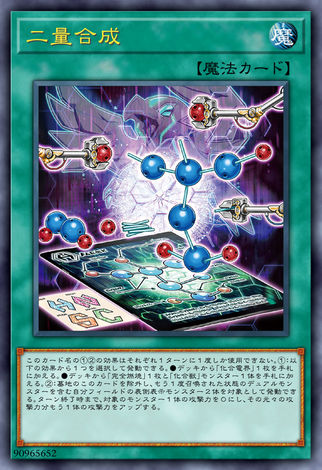 二量合成
魔
【魔法カード】
このカード名の①②の効果はそれぞれ1ターンに1度しか使用できない。①:以
下の効果から1つを選択して発動できる。●デッキから「化合電界」1枚を手札
に加える。●デッキから「完全燃焼」1枚と「化合獣」モンスター1体を手札に加
える。②:墓地のこのカードを除外し、もう1度召喚された状態のデュアルモン
スターを含む自分フィールドの表側表示モンスター2体を対象として発動でき
る。ターン終了時まで、対象のモンスター1体の攻撃力を0にし、その元々の攻
撃力分もう1体の攻撃力をアップする。
90965652